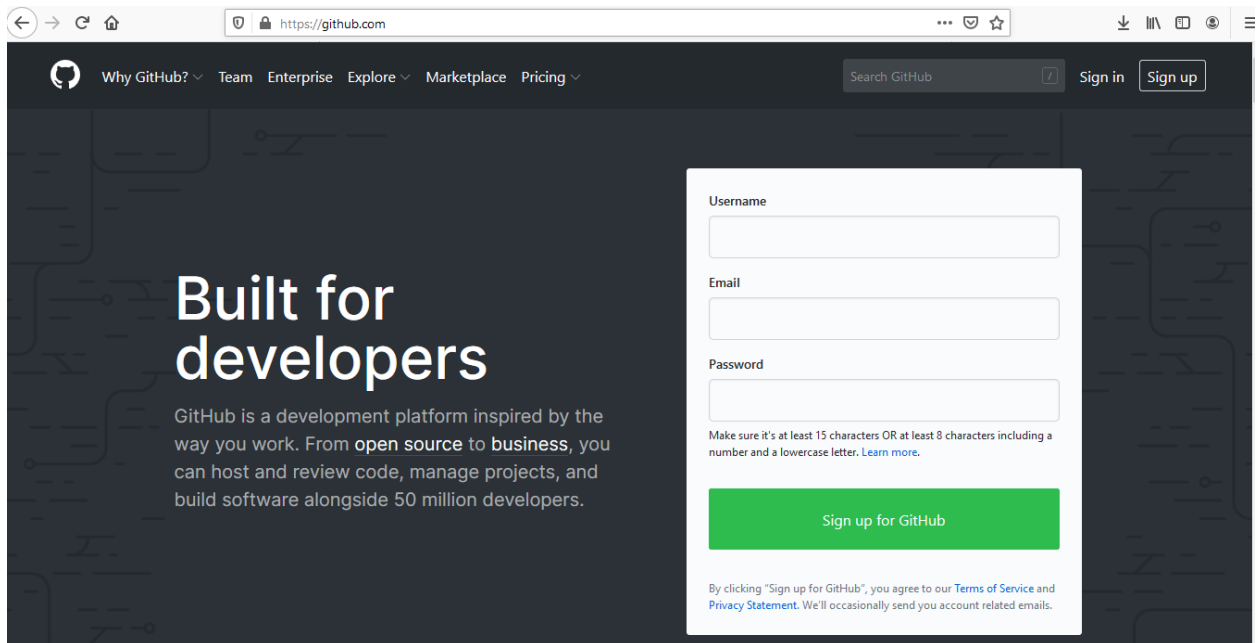 https://github.com
Why GitHub? Team Enterprise Explore Marketplace Pricing Search GitHub / Sign in Sign up
Built for
developers
GitHub is a development platform inspired by the
way you work. From open source to business, you
can host and review code, manage projects, and
build software alongside 50 million developers.
Username
Email
Password
Make sure it's at least 15 characters OR at least 8 characters including a
number and a lowercase letter. Learn more.
Sign up for GitHub
By clicking “Sign up for GitHub”, you agree to our Terms of Service and
Privacy Statement. We'll occasionally send you account related emails.